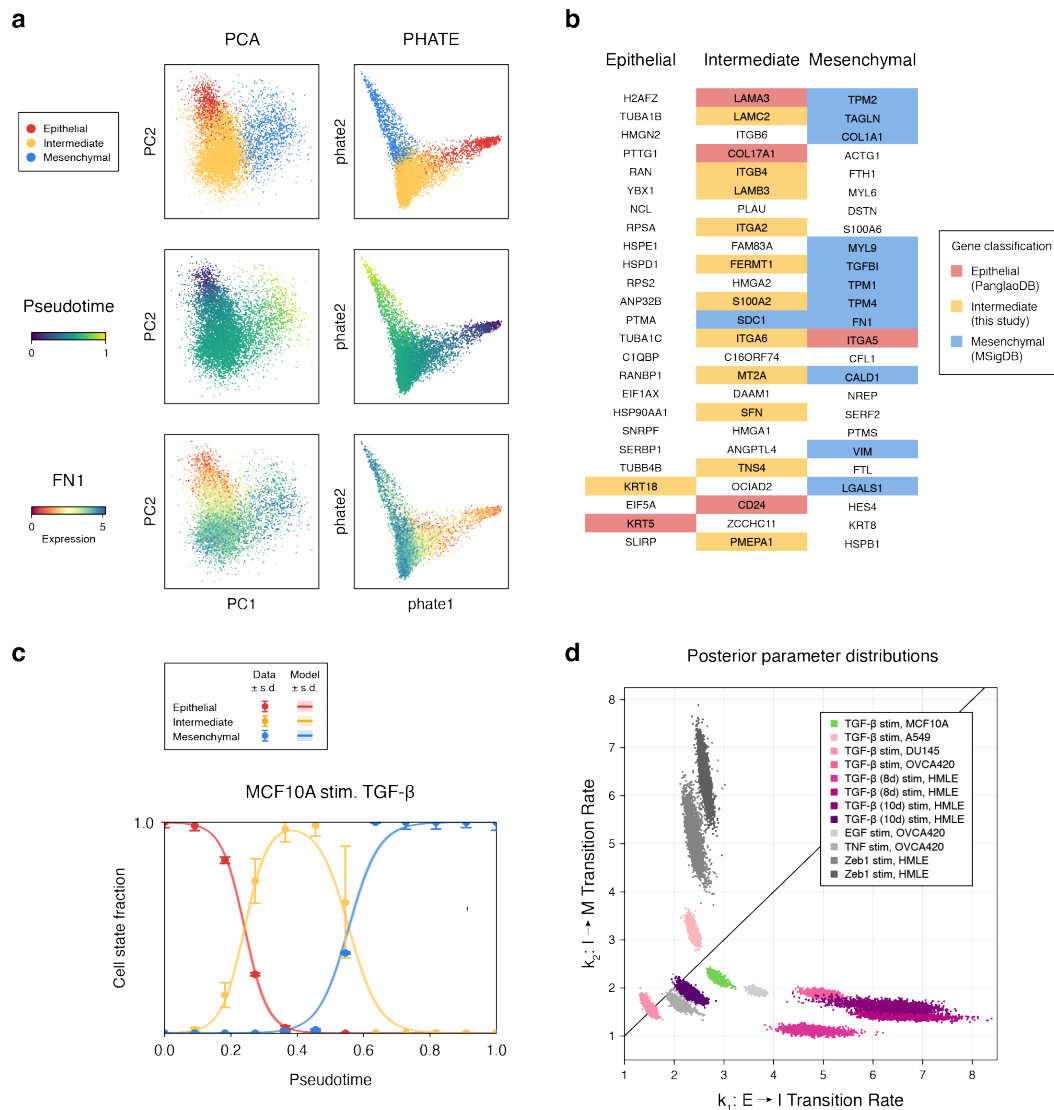 a
PCA
PHATE
Epithelial
Intermediate
Mesenchymal
PC2
phate2
Pseudotime
0 1
PC2
phate2
FN1
0 5
Expression
PC2
phate2
PC1
phate1
b
Epithelial Intermediate Mesenchymal
H2AFZ LAMA3 TPM2
TUBA1B LAMC2 TAGLN
HMGN2 ITGB6 COL1A1
PTTG1 COL17A1 ACTG1
RAN ITGB4 FTH1
YBX1 LAMB3 MYL6
NCL PLAU DSTN
RPSA ITGA2 S100A6
HSPE1 FAM83A MYL9
HSPD1 FERMT1 TGFBI
RPS2 HMGA2 TPM1
ANP32B S100A2 TPM4
PTMA SDC1 FN1
TUBA1C ITGA6 ITGA5
C1QBP C16ORF74 CFL1
RANBP1 MT2A CALD1
EIF1AX DAAM1 NREP
HSP90AA1 SFN SERF2
SNRPF HMGA1 PTMS
SERBP1 ANGPTL4 VIM
TUBB4B TNS4 FTL
KRT18 OCIAD2 LGALS1
EIF5A CD24 HES4
KRT5 ZCCHC11 KRT8
SLIRP PMEPA1 HSPB1
Gene classification
Epithelial
(PanglaoDB)
Intermediate
(this study)
Mesenchymal
(MSigDB)
c
Data Model
± s.d. ± s.d.
Epithelial
Intermediate
Mesenchymal
MCF10A stim. TGF-β
1.0
Cell state fraction
0.0 0.2 0.4 0.6 0.8 1.0
Pseudotime
d
Posterior parameter distributions
8
7
6
5
4
3
2
1
k2: I → M Transition Rate
TGF-β stim, MCF10A
TGF-β stim, A549
TGF-β stim, DU145
TGF-β stim, OVCA420
TGF-β (8d) stim, HMLE
TGF-β (8d) stim, HMLE
TGF-β (10d) stim, HMLE
TGF-β (10d) stim, HMLE
EGF stim, OVCA420
TNF stim, OVCA420
Zeb1 stim, HMLE
Zeb1 stim, HMLE
1 2 3 4 5 6 7 8
k1: E → I Transition Rate